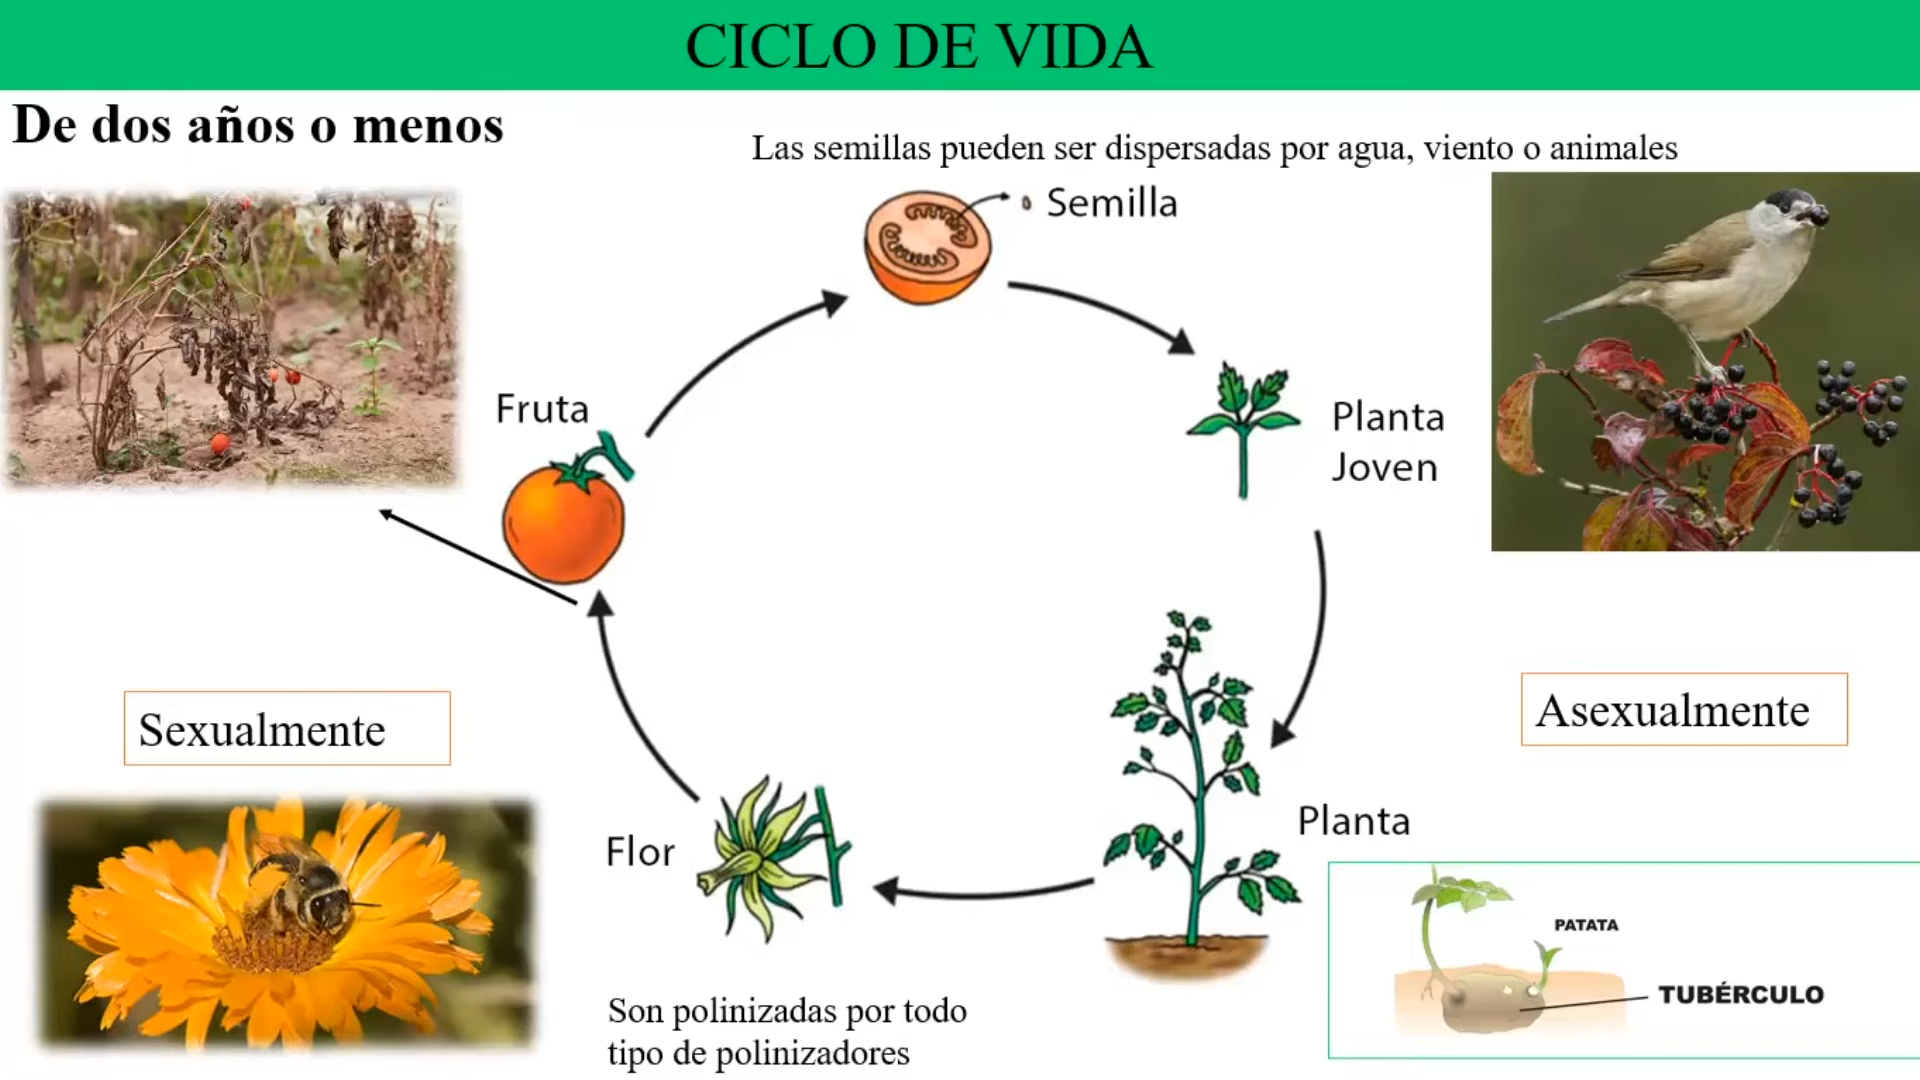 CICLO DE VIDA
De dos años o menos
Las semillas pueden ser dispersadas por agua, viento o animales
Semilla
Fruta
Planta
Joven
Sexualmente
Asexualmente
Planta
Flor
PATATA
TUBÉRCULO
Son polinizadas por todo
tipo de polinizadores